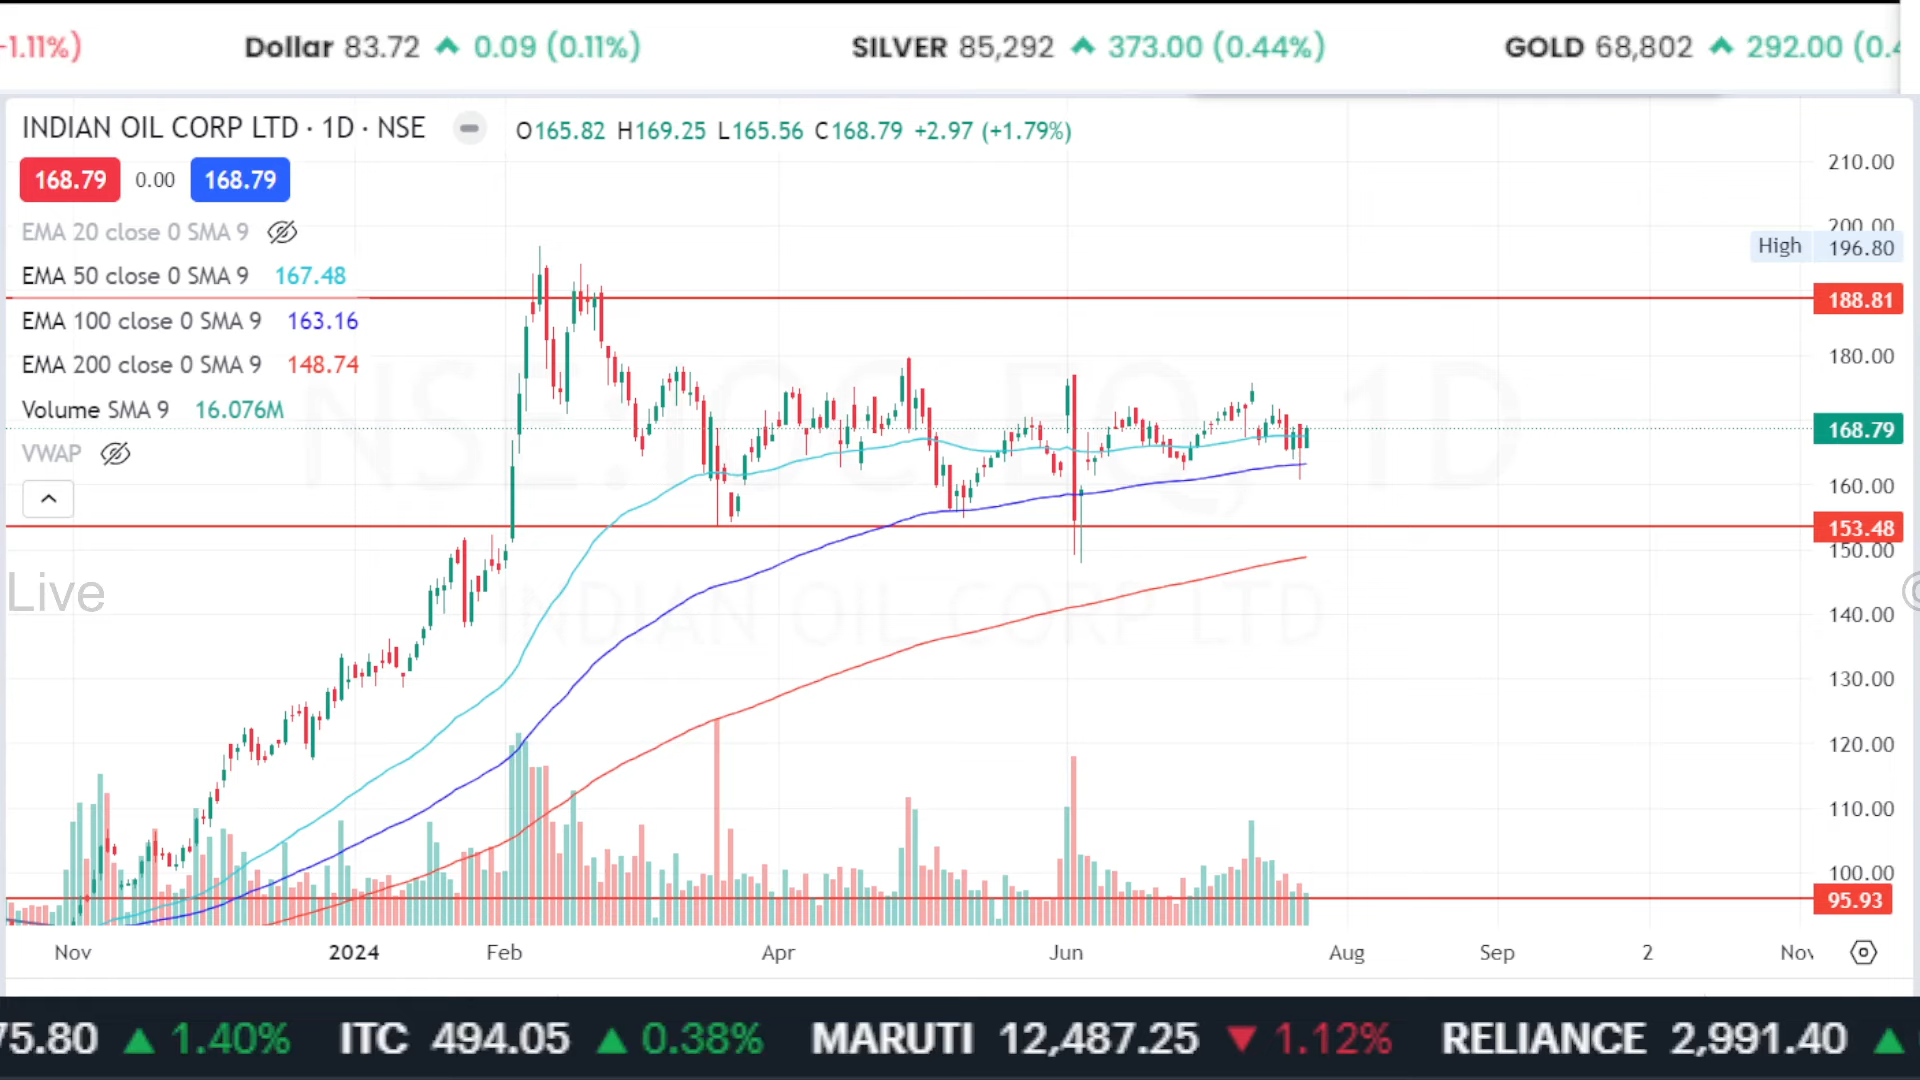 -1.11%) Dollar 83.72 0.09 (0.11%) SILVER 85,292 373.00 (0.44%) GOLD 68,802 292.00
INDIAN OIL CORP LTD · 1D · NSE O165.82 H169.25 L165.56 C168.79 +2.97 (+1.79%)
168.79 0.00 168.79
EMA 20 close 0 SMA 9
EMA 50 close 0 SMA 9 167.48
EMA 100 close 0 SMA 9 163.16
EMA 200 close 0 SMA 9 148.74
Volume SMA 9 16.076M
VWAP
210.00
200.00
High 196.80
188.81
180.00
168.79
160.00
153.48
150.00
140.00
130.00
120.00
110.00
100.00
95.93
INDIAN OIL CORP LTD
Live
Nov 2024 Feb Apr Jun Aug Sep 2 Nov
75.80 1.40% ITC 494.05 0.38% MARUTI 12,487.25 1.12% RELIANCE 2,991.40